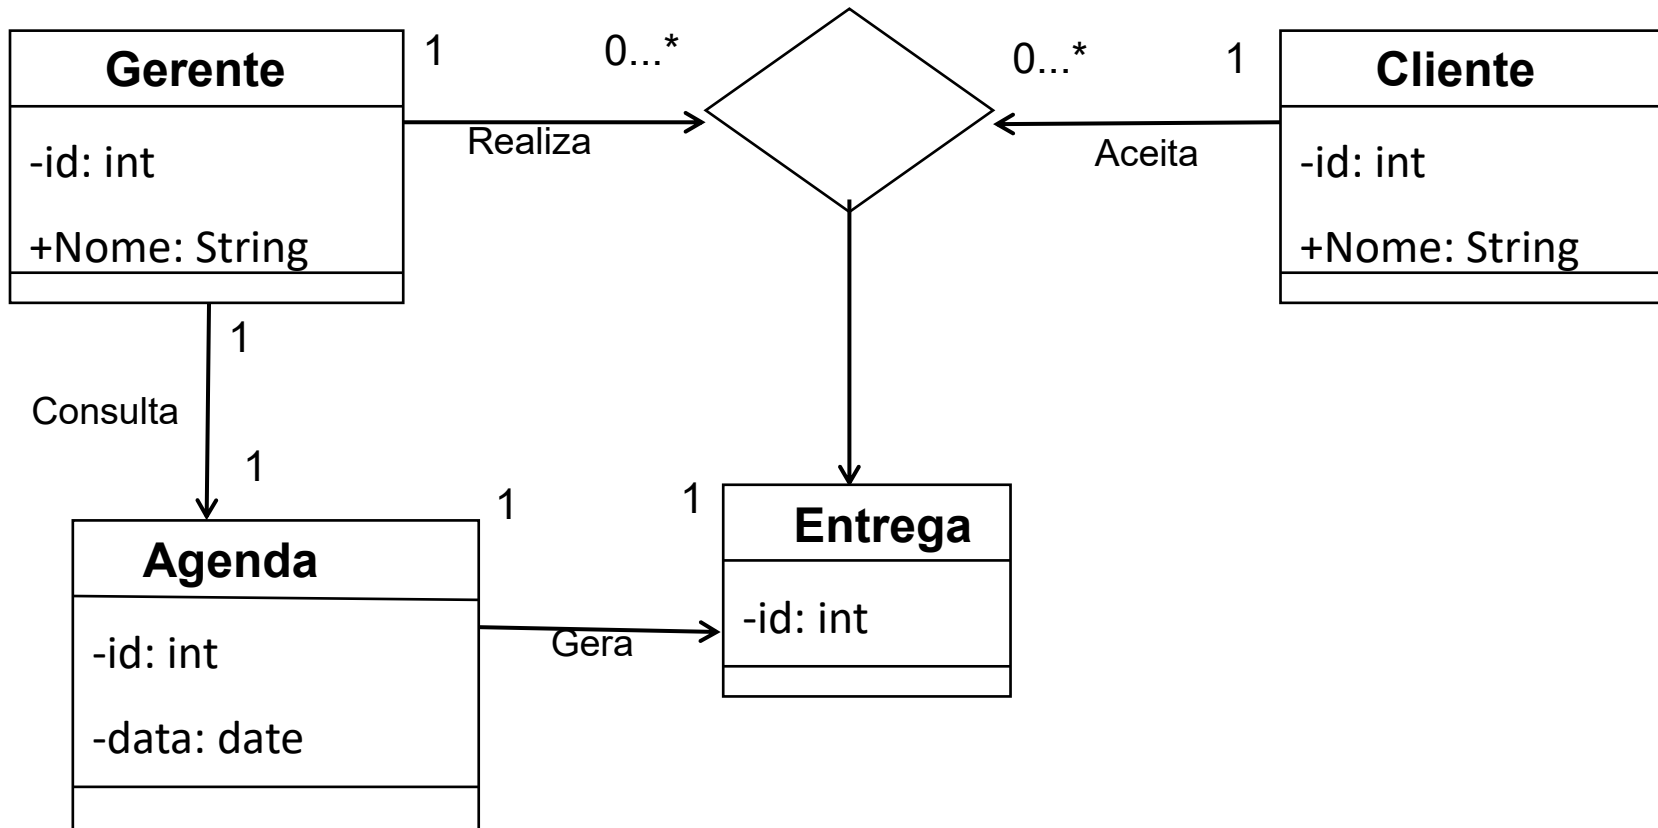 Gerente
-id: int
+Nome: String
1
0...*
Realiza
0...*
1
Aceita
Cliente
-id: int
+Nome: String
1
Consulta
1
Agenda
-id: int
-data: date
1
1
Gera
Entrega
-id: int